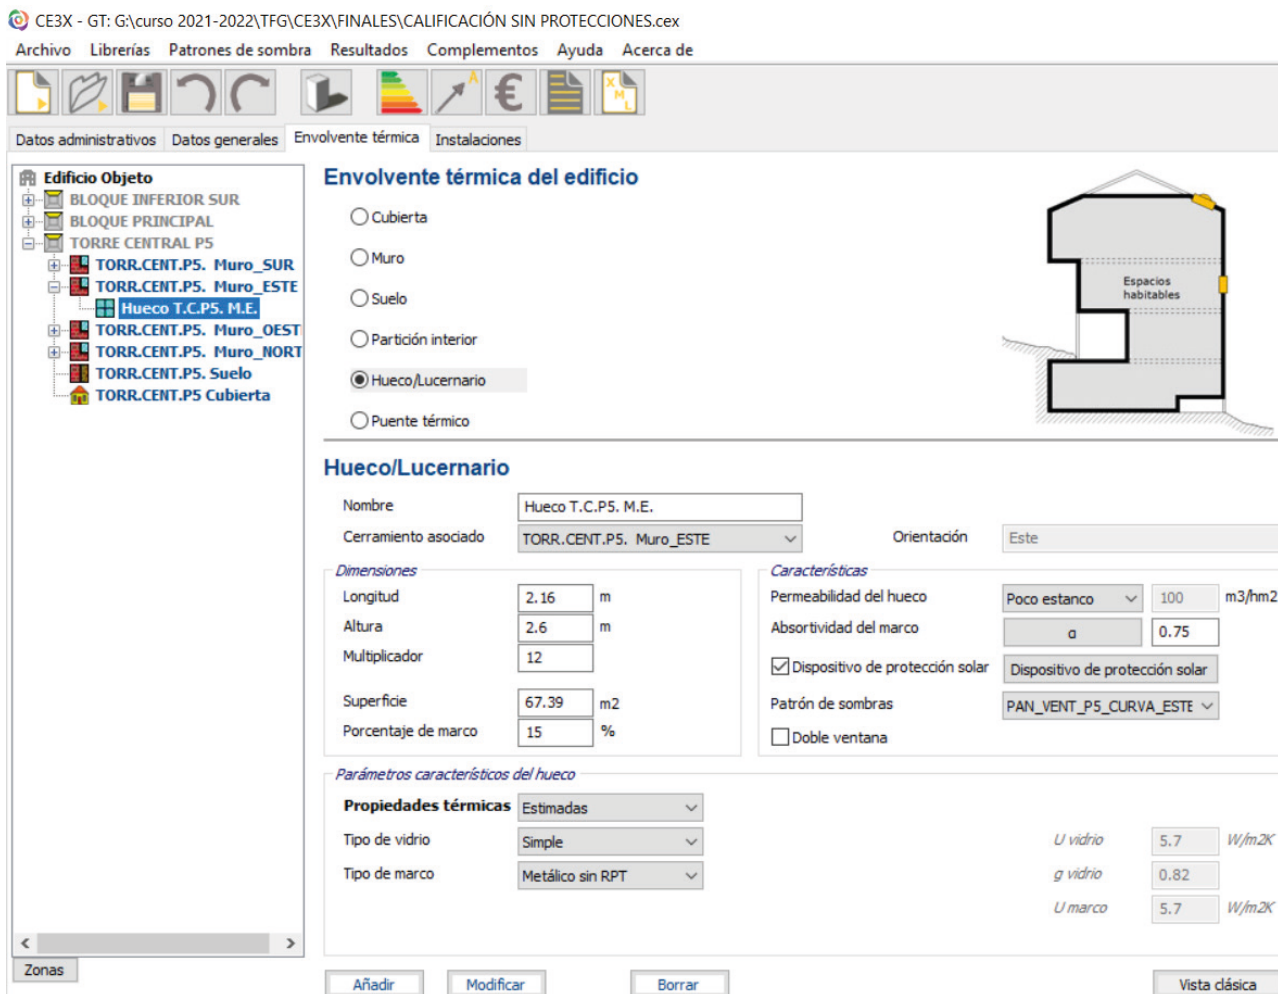 CE3X - GT: G:\curso 2021-2022\TFG\CE3X\FINALES\CALIFICACIÓN SIN PROTECCIONES.cex
Archivo Librerías Patrones de sombra Resultados Complementos Ayuda Acerca de
A
€
X M L
Datos administrativos Datos generales Envolvente térmica Instalaciones
Edificio Objeto
BLOQUE INFERIOR SUR
BLOQUE PRINCIPAL
TORRE CENTRAL P5
TORR.CENT.P5. Muro_SUR
TORR.CENT.P5. Muro_ESTE
Hueco T.C.P5. M.E.
TORR.CENT.P5. Muro_OEST
TORR.CENT.P5. Muro_NORT
TORR.CENT.P5. Suelo
TORR.CENT.P5 Cubierta
Zonas
Envolvente térmica del edificio
Cubierta
Muro
Suelo
Partición interior
Hueco/Lucernario
Puente térmico
Espacios
habitables
Hueco/Lucernario
Nombre Hueco T.C.P5. M.E.
Cerramiento asociado TORR.CENT.P5. Muro_ESTE Orientación Este
Dimensiones
Longitud 2.16 m
Altura 2.6 m
Multiplicador 12
Superficie 67.39 m2
Porcentaje de marco 15 %
Características
Permeabilidad del hueco Poco estanco 100 m3/hm2
Absortividad del marco α 0.75
Dispositivo de protección solar Dispositivo de protección solar
Patrón de sombras PAN_VENT_P5_CURVA_ESTE
Doble ventana
Parámetros característicos del hueco
Propiedades térmicas Estimadas
Tipo de vidrio Simple U vidrio 5.7 W/m2K
Tipo de marco Metálico sin RPT g vidrio 0.82
U marco 5.7 W/m2K
Añadir Modificar Borrar Vista clásica